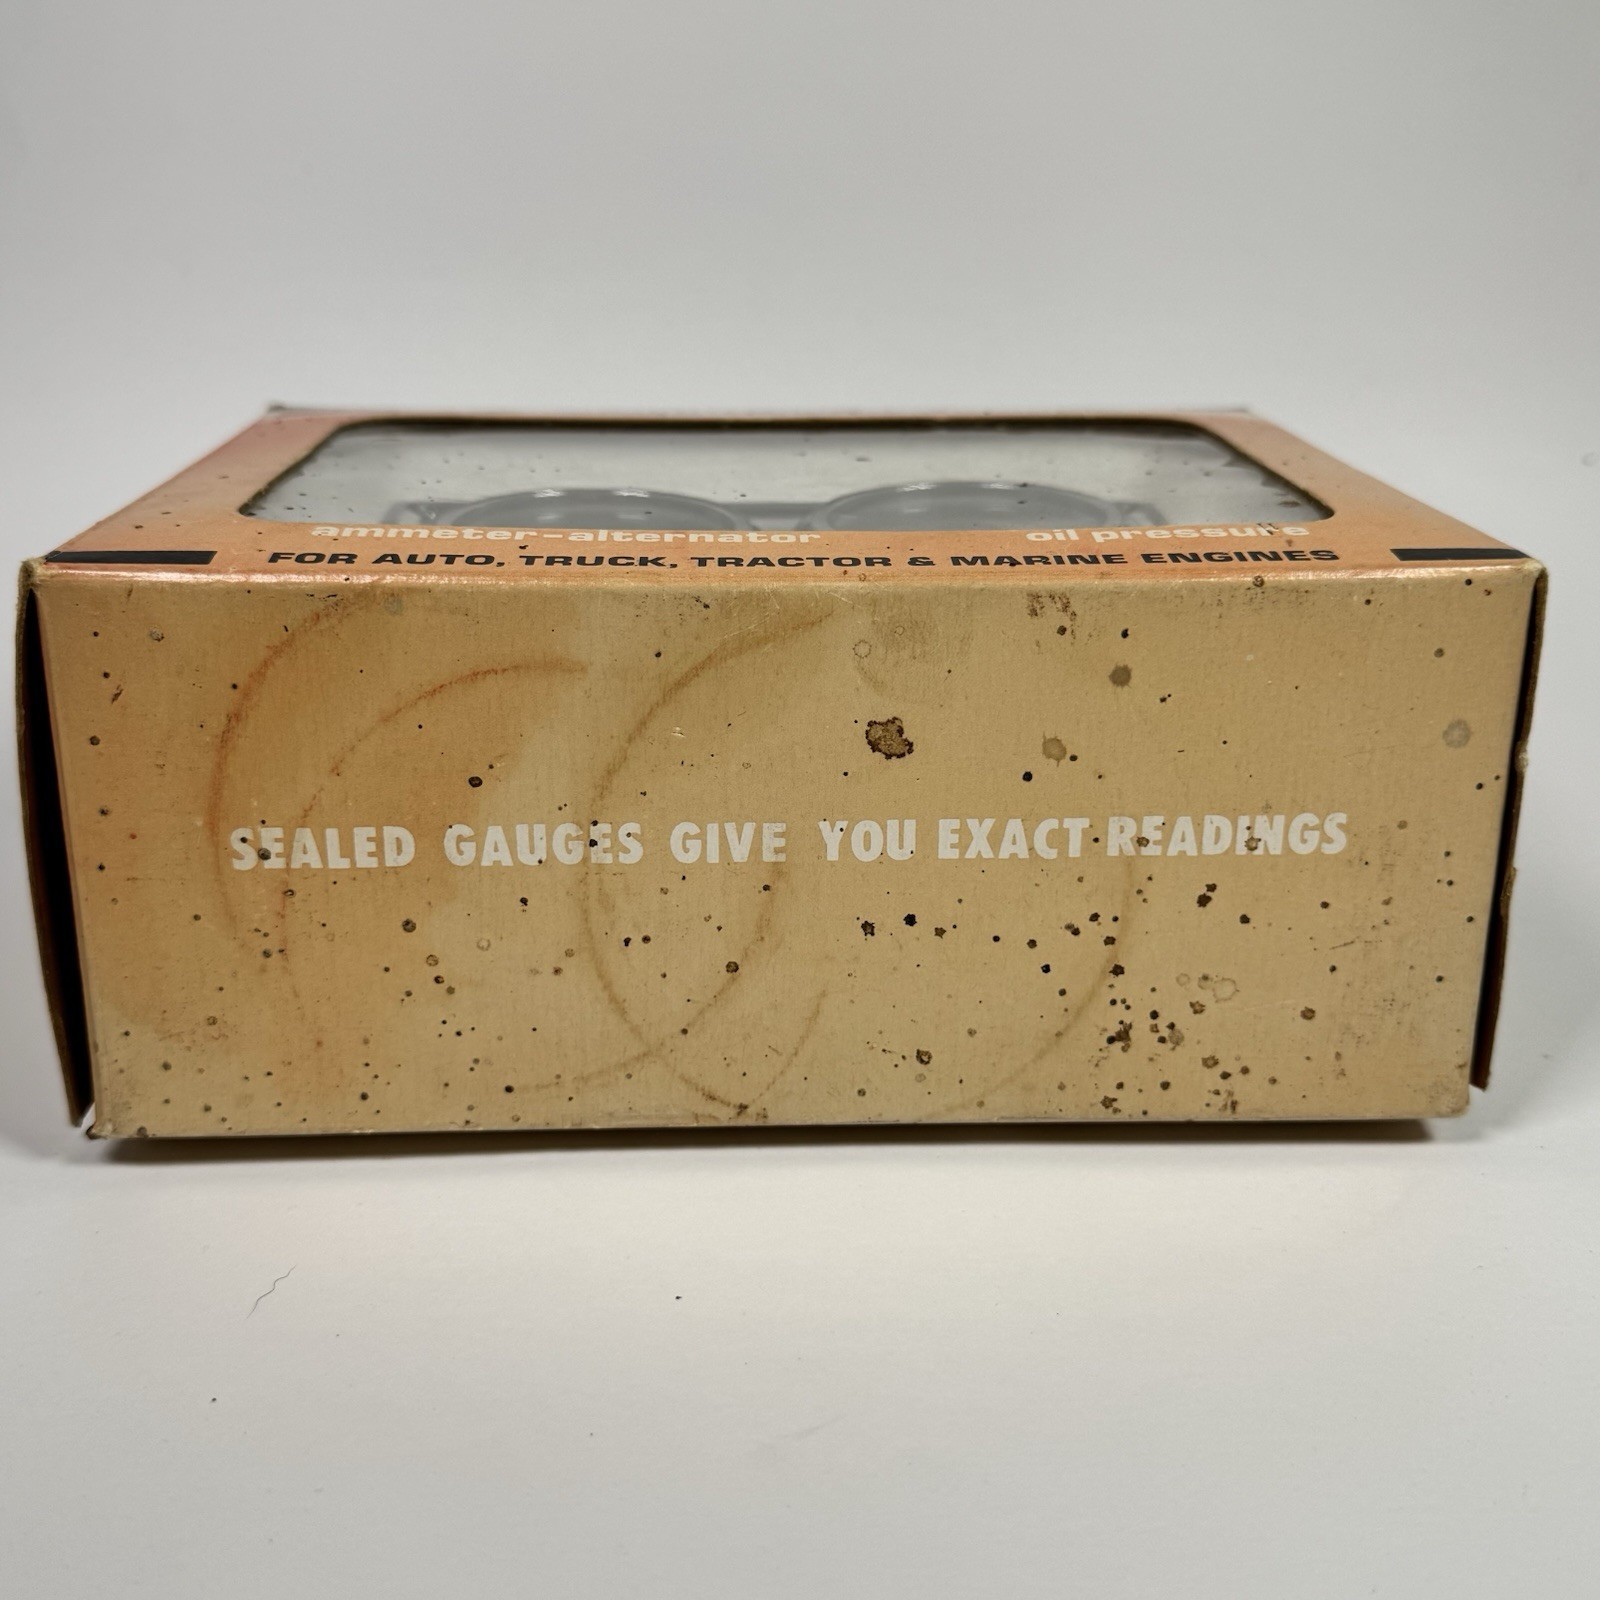 ammeter-alternator oil pressure
FOR AUTO, TRUCK, TRACTOR & MARINE ENGINES
SEALED GAUGES GIVE YOU EXACT READINGS